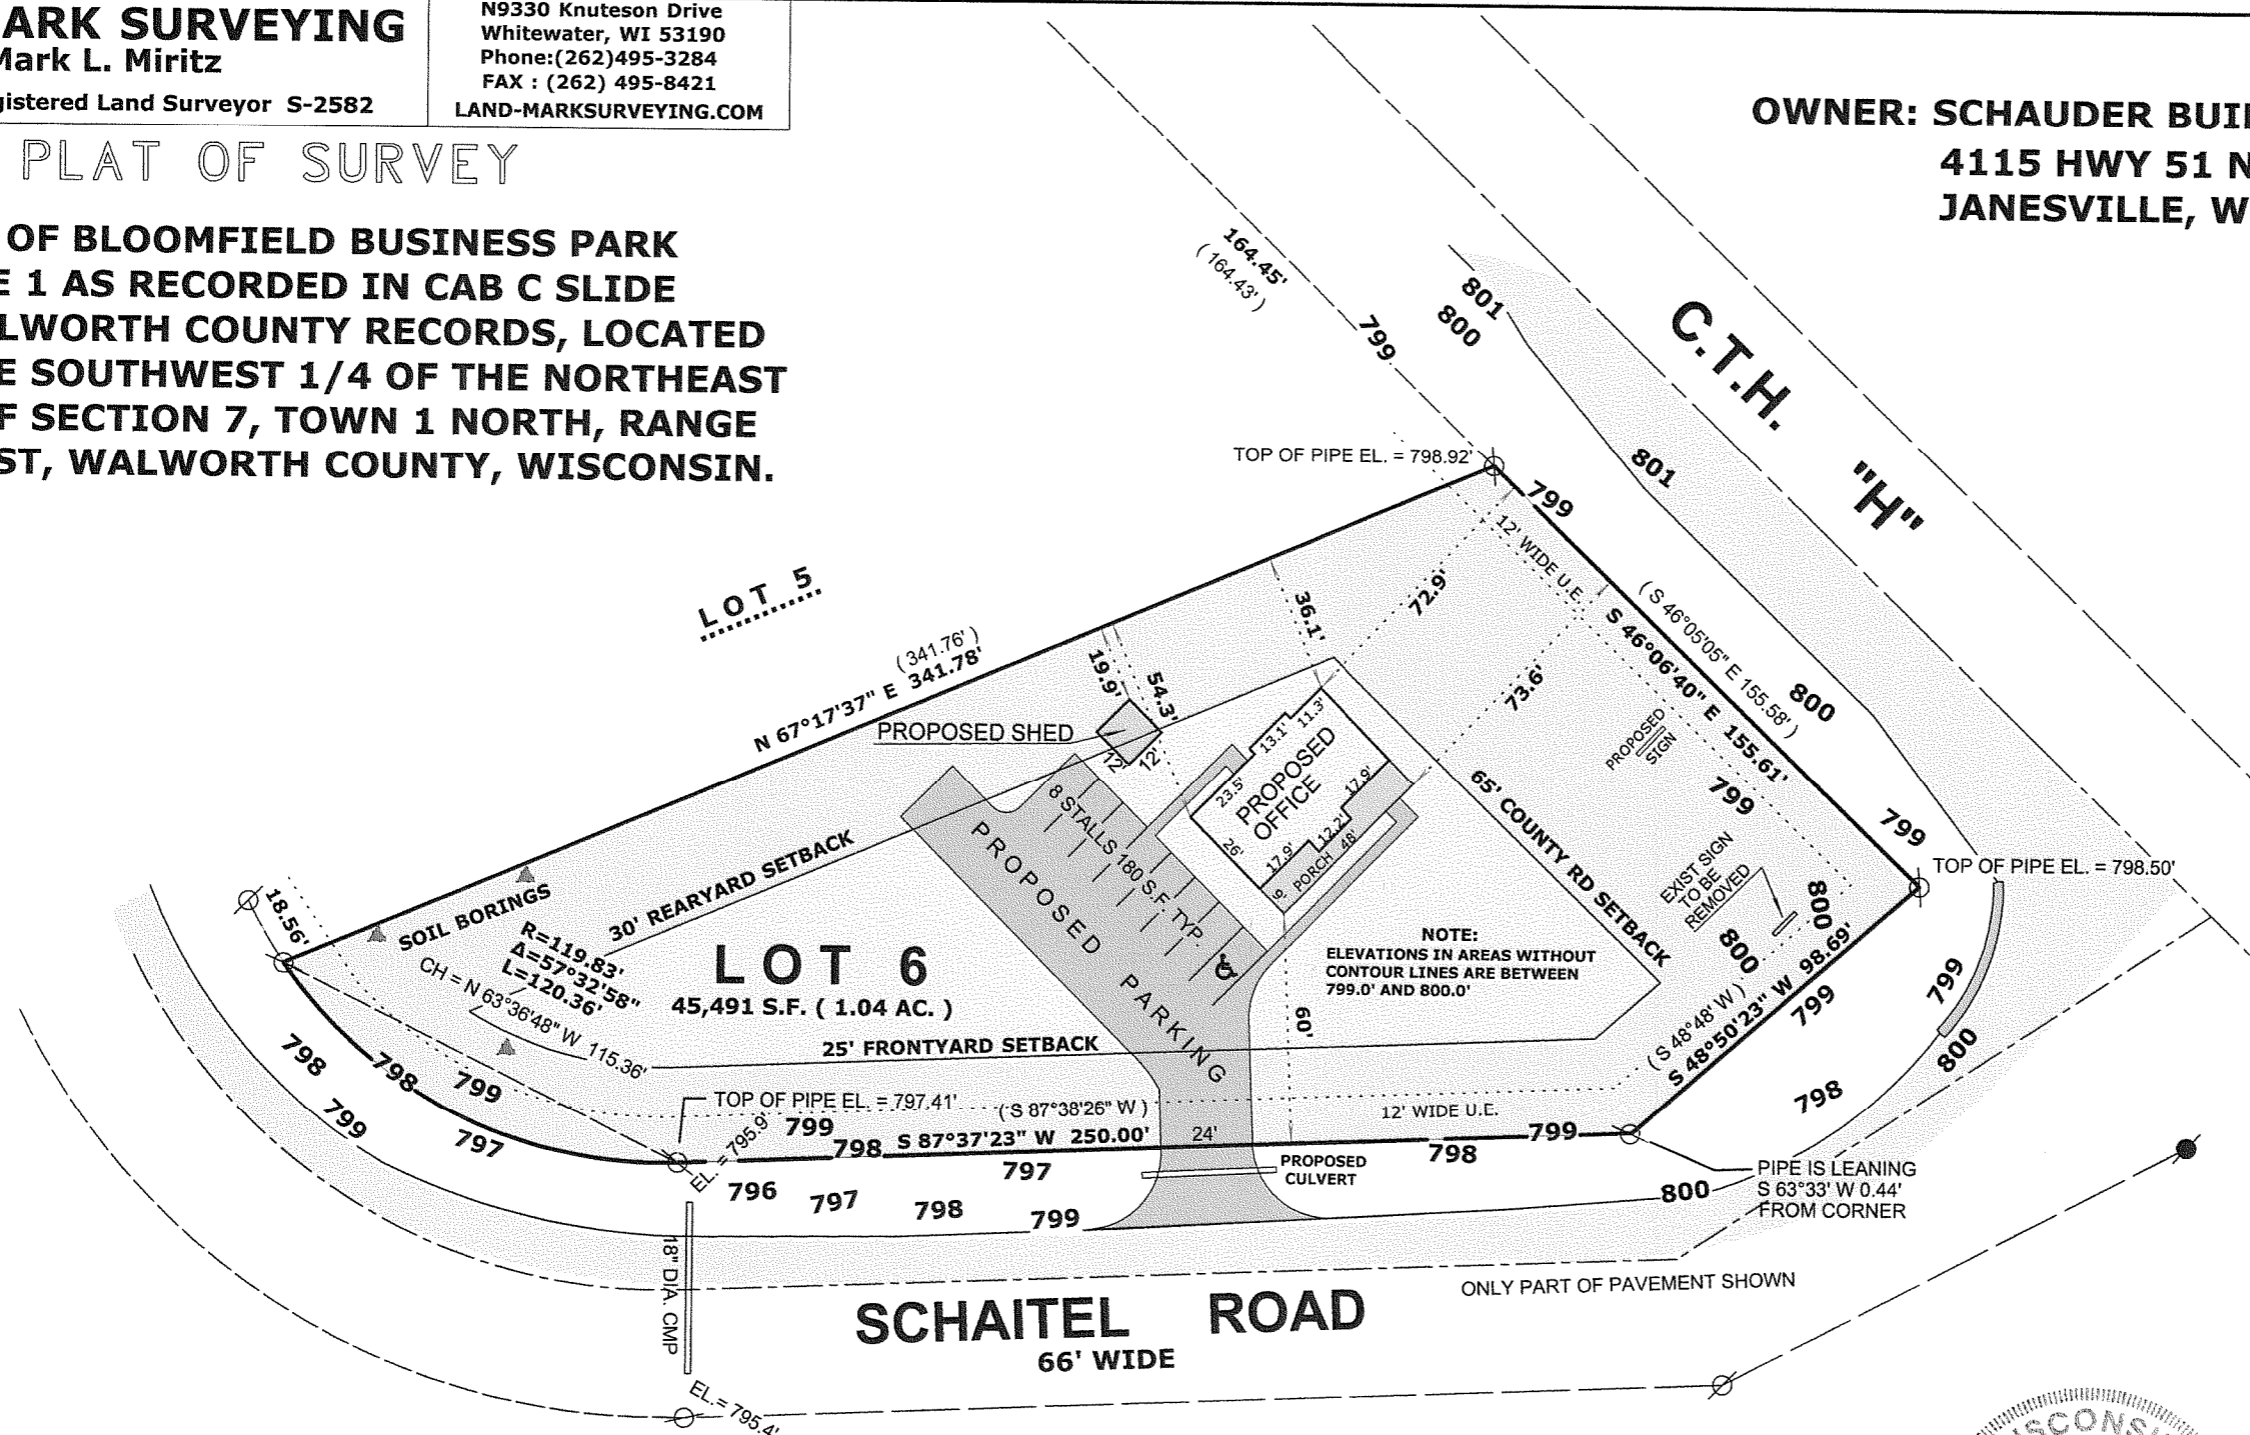 ARK SURVEYING
Mark L. Miritz
gistered Land Surveyor S-2582
N9330 Knuteson Drive
Whitewater, WI 53190
Phone:(262)495-3284
FAX : (262) 495-8421
LAND-MARKSURVEYING.COM
PLAT OF SURVEY
OF BLOOMFIELD BUSINESS PARK
E 1 AS RECORDED IN CAB C SLIDE
LWORTH COUNTY RECORDS, LOCATED
E SOUTHWEST 1/4 OF THE NORTHEAST
F SECTION 7, TOWN 1 NORTH, RANGE
ST, WALWORTH COUNTY, WISCONSIN.
OWNER: SCHAUDER BUI
4115 HWY 51 N
JANESVILLE, W
164.45'
( 164.43' )
799
801
800
C.T.H. "H"
801
TOP OF PIPE EL. = 798.92'
799
12' WIDE U.E.
( S 46°05'05" E 155.58' )
S 46°06'40" E 155.61'
800
LOT 5
( 341.76' )
N 67°17'37" E 341.78'
36.1'
72.9'
73.6'
19.9'
54.3'
PROPOSED SHED
12'
12'
PROPOSED
SIGN
799
799
11.3'
13.1'
23.5'
PROPOSED
OFFICE
17.9'
12.2'
17.9'
26'
9'
PORCH 48'
65' COUNTY RD SETBACK
8 STALLS 180 S.F. TYP.
PROPOSED PARKING
30' REARYARD SETBACK
SOIL BORINGS
18.56'
EXIST SIGN
TO BE
REMOVED
800
800
TOP OF PIPE EL. = 798.50'
R=119.83'
Δ=57°32'58"
L=120.36'
CH = N 63°36'48" W 115.36'
LOT 6
45,491 S.F. ( 1.04 AC. )
NOTE:
ELEVATIONS IN AREAS WITHOUT
CONTOUR LINES ARE BETWEEN
799.0' AND 800.0'
60'
( S 48°48' W )
S 48°50'23" W 98.69'
799
799
800
798
25' FRONTYARD SETBACK
798
798
799
799
797
TOP OF PIPE EL. = 797.41'
( S 87°38'26" W )
12' WIDE U.E.
799
798
S 87°37'23" W 250.00'
24'
799
798
EL. = 795.9'
797
PROPOSED
CULVERT
796
797
798
799
800
PIPE IS LEANING
S 63°33' W 0.44'
FROM CORNER
18" DIA. CMP
ONLY PART OF PAVEMENT SHOWN
SCHAITEL ROAD
66' WIDE
EL.= 795.4'
SCONSI